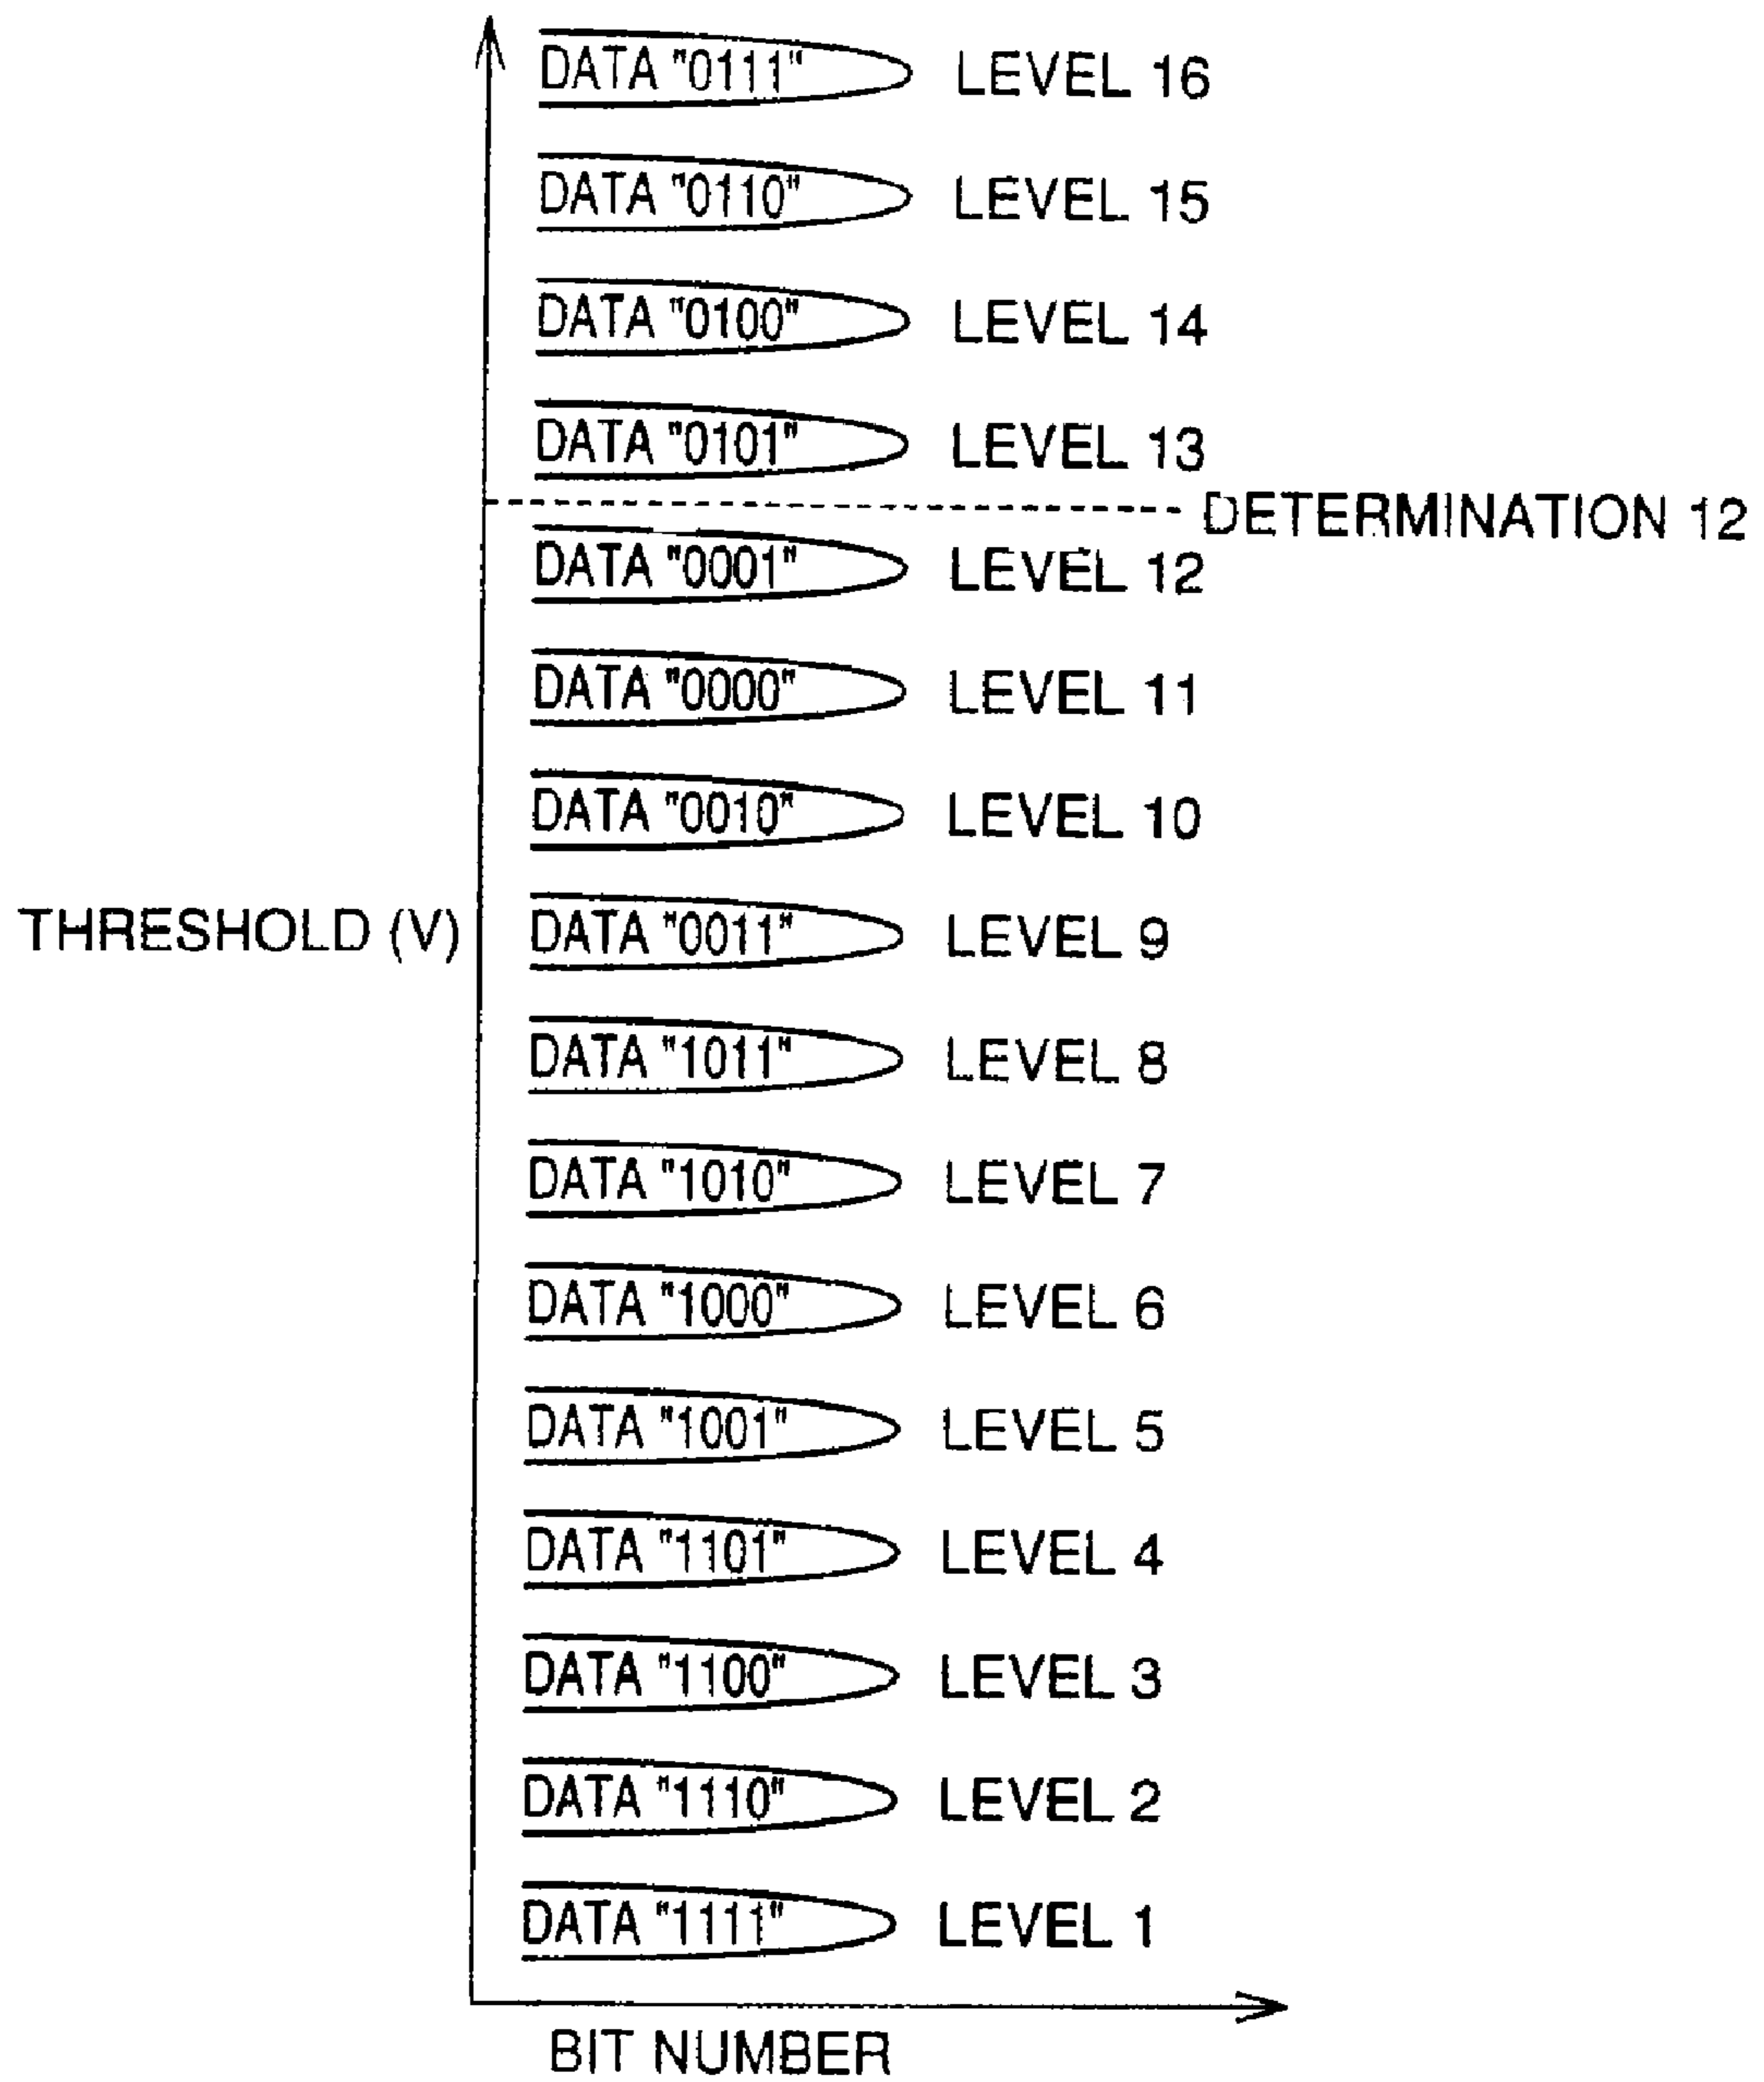 DATA "0111" LEVEL 16
DATA "0110" LEVEL 15
DATA "0100" LEVEL 14
DATA "0101" LEVEL 13
DETERMINATION 12
DATA "0001" LEVEL 12
DATA "0000" LEVEL 11
DATA "0010" LEVEL 10
THRESHOLD (V)
DATA "0011" LEVEL 9
DATA "1011" LEVEL 8
DATA "1010" LEVEL 7
DATA "1000" LEVEL 6
DATA "1001" LEVEL 5
DATA "1101" LEVEL 4
DATA "1100" LEVEL 3
DATA "1110" LEVEL 2
DATA "1111" LEVEL 1
BIT NUMBER